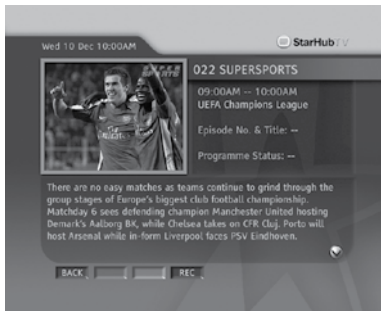 Wed 10 Dec 10:00AM
StarHub TV
SUPER
SPORTS
022 SUPERSPORTS
09:00AM -- 10:00AM
UEFA Champions League
Episode No. & Title: --
Programme Status: --
There are no easy matches as teams continue to grind through the
group stages of Europe's biggest club football championship.
Matchday 6 sees defending champion Manchester United hosting
Demark's Aalborg BK, while Chelsea takes on CFR Cluj. Porto will
host Arsenal while in-form Liverpool faces PSV Eindhoven.
BACK
REC